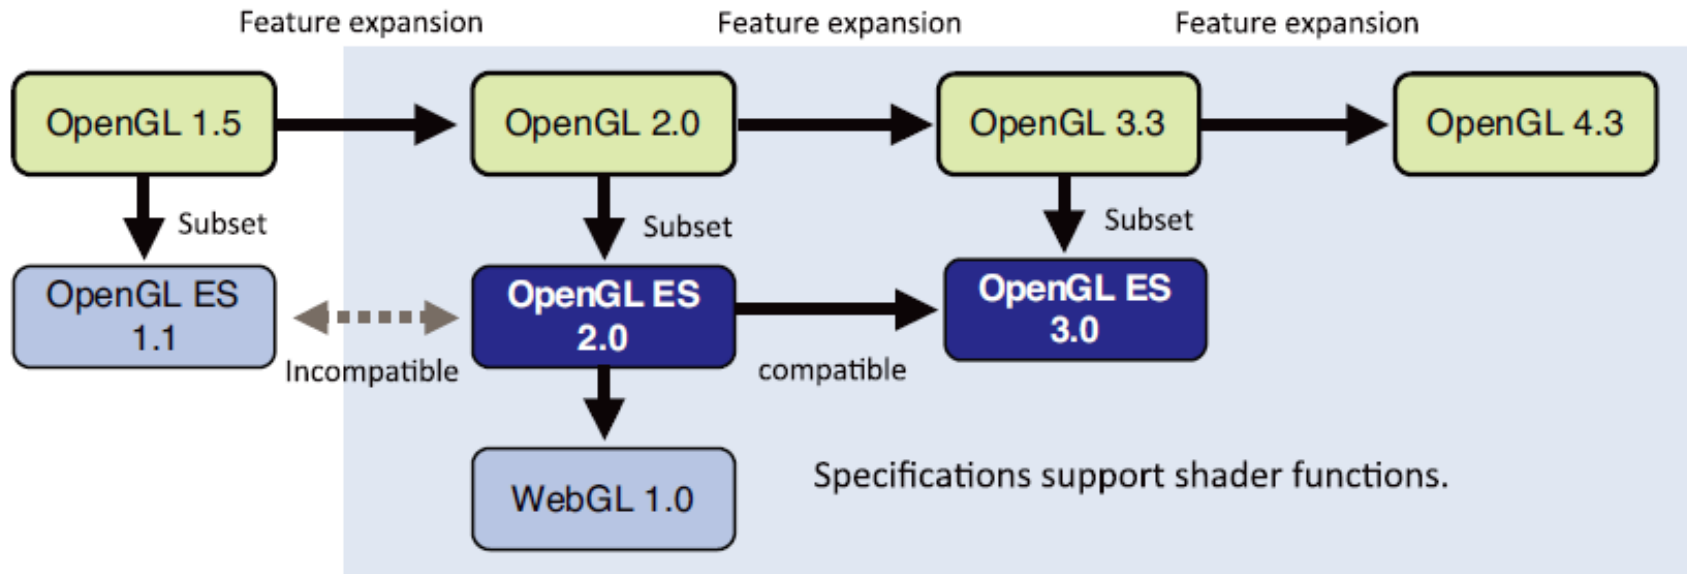 Feature expansion
Feature expansion
Feature expansion
OpenGL 1.5
OpenGL 2.0
OpenGL 3.3
OpenGL 4.3
Subset
Subset
Subset
OpenGL ES
1.1
OpenGL ES
2.0
OpenGL ES
3.0
Incompatible
compatible
WebGL 1.0
Specifications support shader functions.